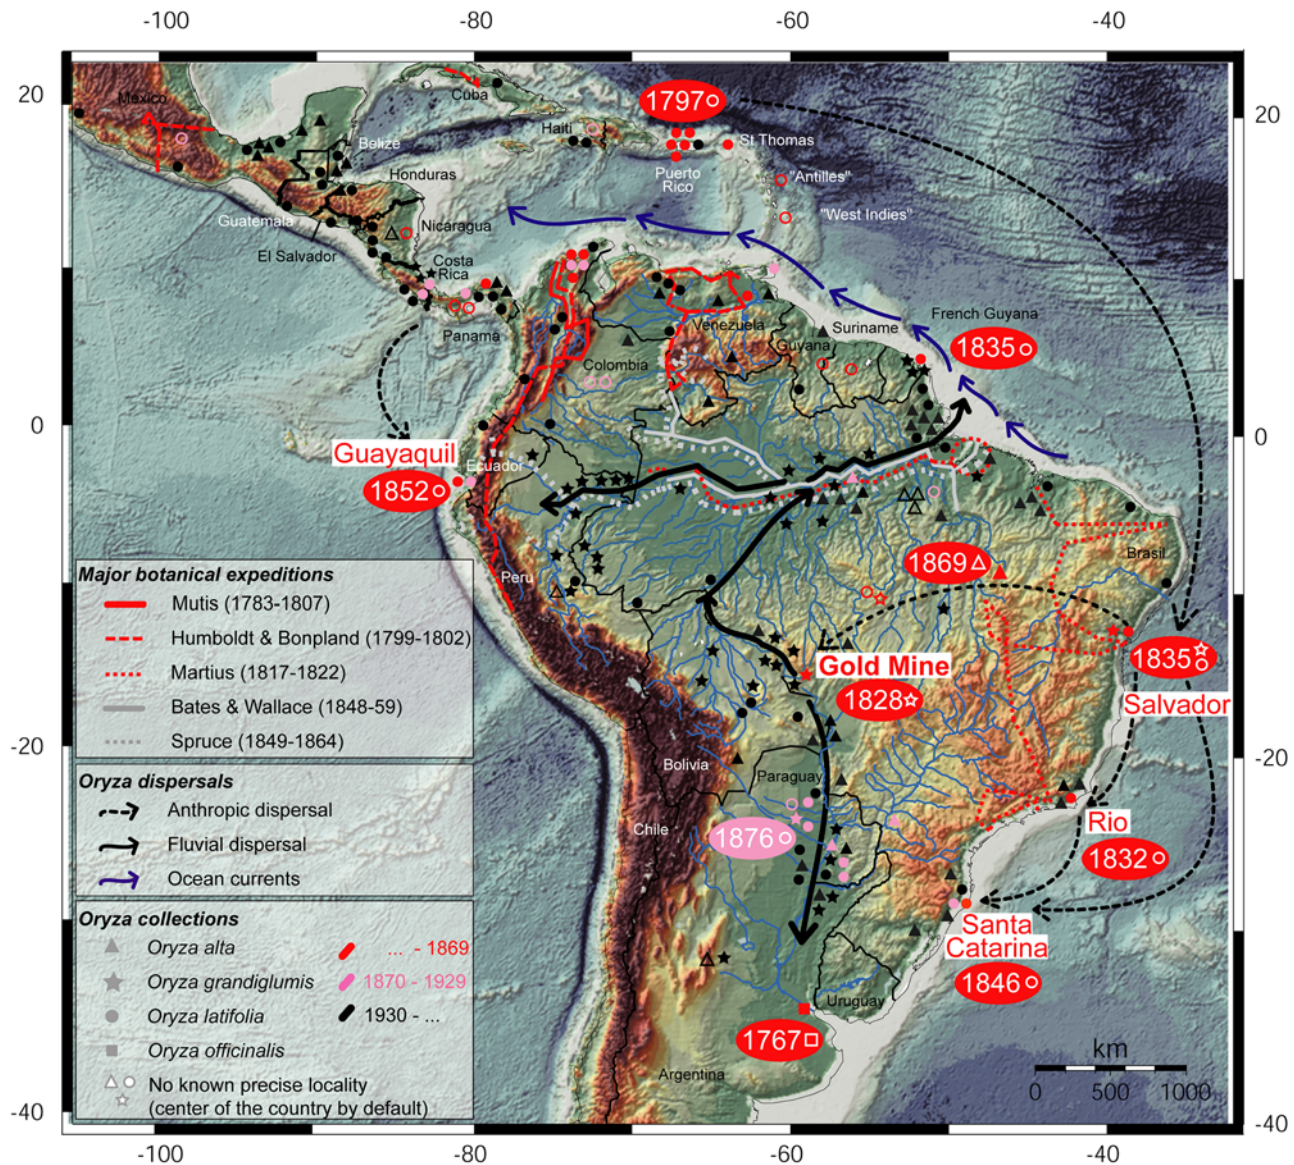 -100 -80 -60 -40
20
20
0
0
-20
-20
-40
-40
-100 -80 -60 -40
Mexico
Cuba
Haiti
1797
St Thomas
Puerto
Rico
"Antilles"
"West Indies"
Belize
Honduras
Guatemala
Nicaragua
El Salvador
Costa
Rica
Panama
Venezuela
Guyana
Suriname
French Guyana
1835
Colombia
Guayaquil
1852
Ecuador
Peru
Brasil
1869
1835
Salvador
Gold Mine
1828
Bolivia
Paraguay
Chile
1876
Rio
1832
Santa
Catarina
1846
Uruguay
1767
Argentina
km
0 500 1000
Major botanical expeditions
Mutis (1783-1807)
Humboldt & Bonpland (1799-1802)
Martius (1817-1822)
Bates & Wallace (1848-59)
Spruce (1849-1864)
Oryza dispersals
Anthropic dispersal
Fluvial dispersal
Ocean currents
Oryza collections
Oryza alta ... - 1869
Oryza grandiglumis 1870 - 1929
Oryza latifolia 1930 - ...
Oryza officinalis
No known precise locality
(center of the country by default)